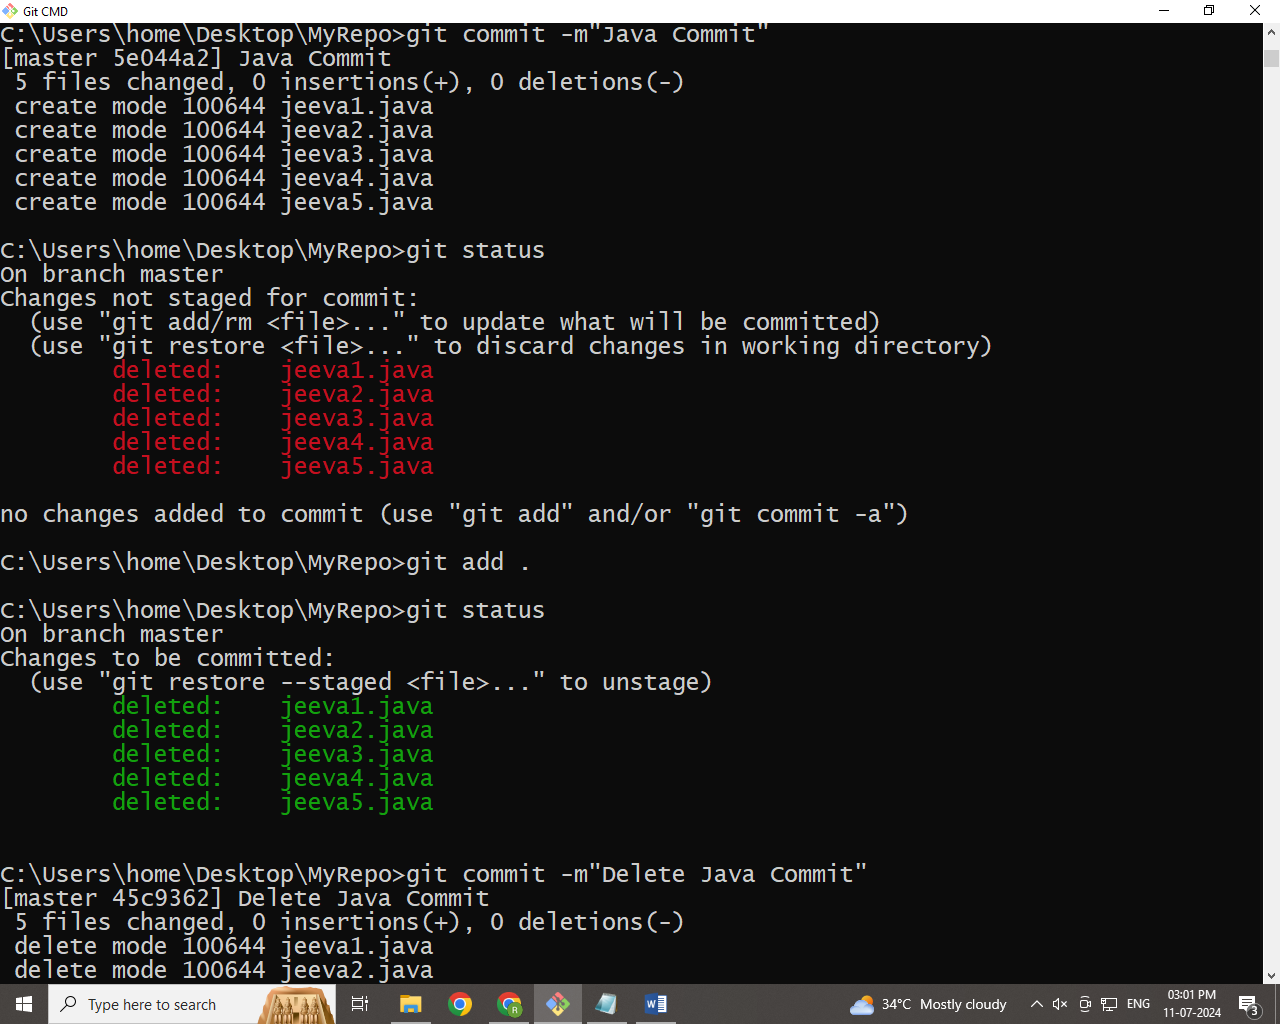 Git CMD
C:\Users\home\Desktop\MyRepo>git commit -m"Java Commit"
[master 5e044a2] Java Commit
 5 files changed, 0 insertions(+), 0 deletions(-)
 create mode 100644 jeeva1.java
 create mode 100644 jeeva2.java
 create mode 100644 jeeva3.java
 create mode 100644 jeeva4.java
 create mode 100644 jeeva5.java
C:\Users\home\Desktop\MyRepo>git status
On branch master
Changes not staged for commit:
  (use "git add/rm <file>..." to update what will be committed)
  (use "git restore <file>..." to discard changes in working directory)
        deleted:    jeeva1.java
        deleted:    jeeva2.java
        deleted:    jeeva3.java
        deleted:    jeeva4.java
        deleted:    jeeva5.java
no changes added to commit (use "git add" and/or "git commit -a")
C:\Users\home\Desktop\MyRepo>git add .
C:\Users\home\Desktop\MyRepo>git status
On branch master
Changes to be committed:
  (use "git restore --staged <file>..." to unstage)
        deleted:    jeeva1.java
        deleted:    jeeva2.java
        deleted:    jeeva3.java
        deleted:    jeeva4.java
        deleted:    jeeva5.java
C:\Users\home\Desktop\MyRepo>git commit -m"Delete Java Commit"
[master 45c9362] Delete Java Commit
 5 files changed, 0 insertions(+), 0 deletions(-)
 delete mode 100644 jeeva1.java
 delete mode 100644 jeeva2.java
Type here to search
R
W
34°C Mostly cloudy
ENG
03:01 PM
11-07-2024
3